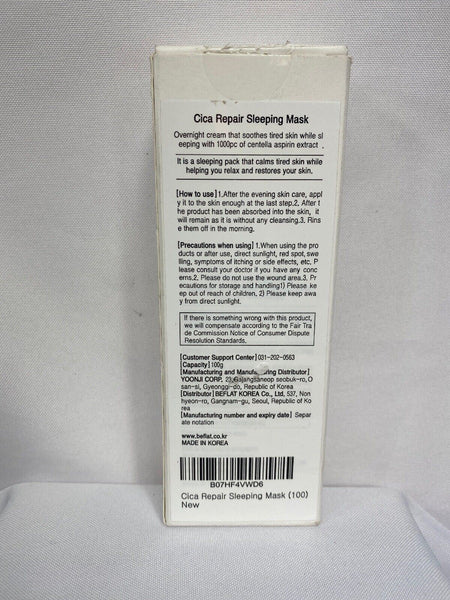 Cica Repair Sleeping Mask
Overnight cream that soothes tired skin while sl
eeping with 1000pc of centella aspirin extract .
It is a sleeping pack that calms tired skin while
helping you relax and restores your skin.
[How to use] 1.After the evening skin care, appl
y it to the skin enough at the last step.2, After t
he product has been absorbed into the skin, it
will remain as it is without any cleansing.3. Rins
e them off in the morning.
[Precautions when using] 1.When using the pro
ducts or after use, direct sunlight, red spot, swe
lling, symptoms of itching or side effects, etc. P
lease consult your doctor if you have any conc
erns.2. Please do not use the wound area.3. Pr
ecautions for storage and handling1) Please ke
ep out of reach of children, 2) Please keep awa
y from direct sunlight.
If there is something wrong with this product,
we will compensate according to the Fair Tra
de Commission Notice of Consumer Dispute
Resolution Standards.
[Customer Support Center] 031-202-0563
[Capacity] 100g
[Manufacturing and Manufacturing Distributor]
YOONJI CORP. 23, Gajangsaneop seobuk-ro, O
san-si, Gyeonggi-do, Republic of Korea
[Distributor] BEFLAT KOREA Co., Ltd, 537, Non
hyeon-ro, Gangnam-gu, Seoul, Republic of Ko
rea
[Manufacturing number and expiry date] Separ
ate notation
www.beflat.co.kr
MADE IN KOREA
B07HF4VWD6
Cica Repair Sleeping Mask (100)
New